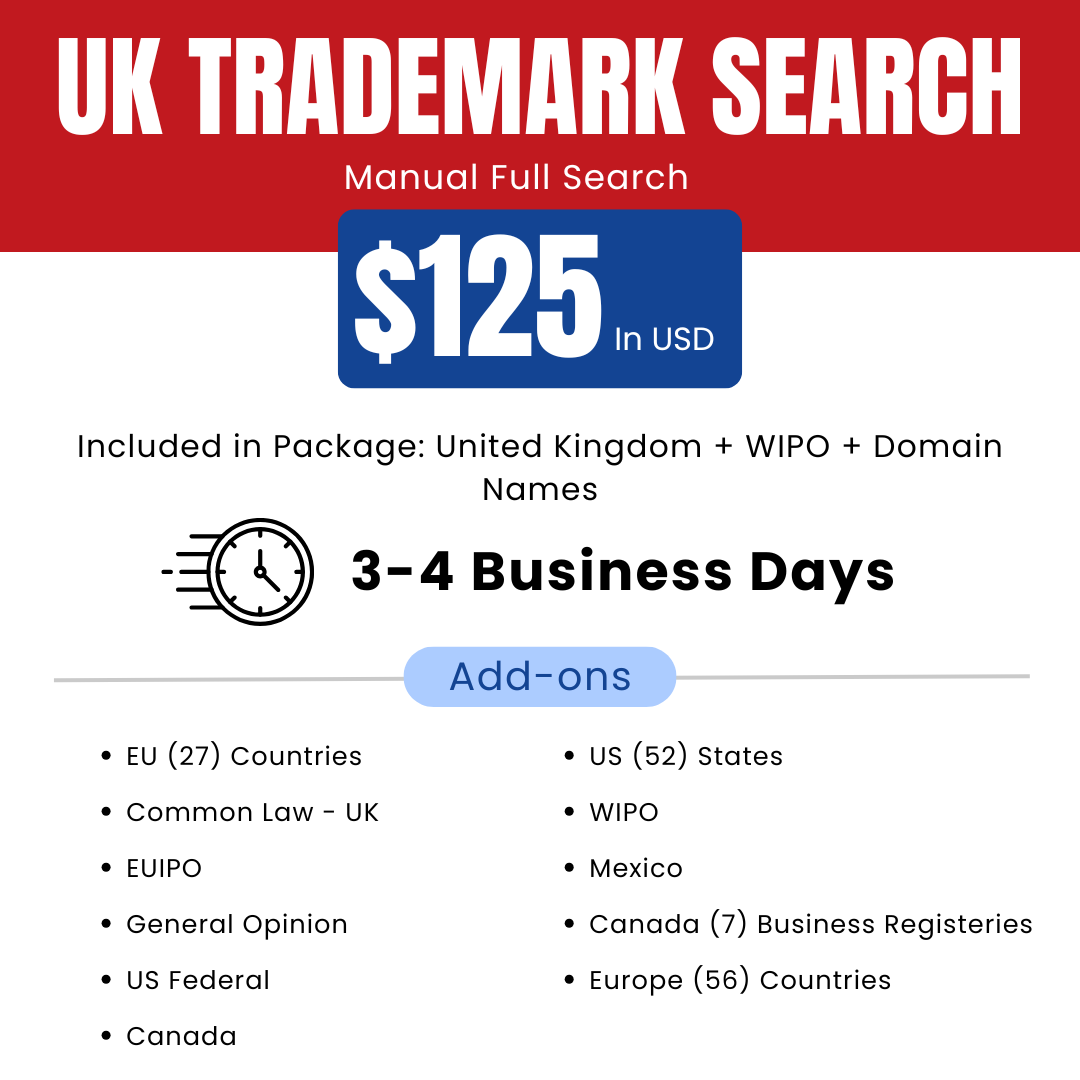 UK TRADEMARK SEARCH
Manual Full Search
$125 In USD
Included in Package: United Kingdom + WIPO + Domain
Names
3-4 Business Days
Add-ons
• EU (27) Countries
• Common Law - UK
• EUIPO
• General Opinion
• US Federal
• Canada
• US (52) States
• WIPO
• Mexico
• Canada (7) Business Registeries
• Europe (56) Countries